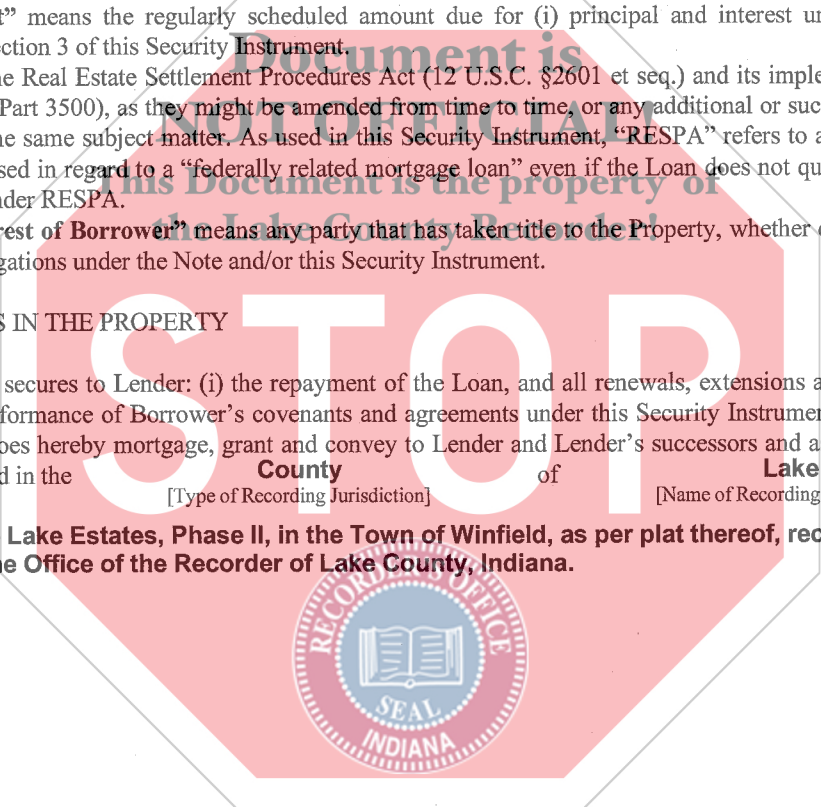 t” means the regularly scheduled amount due for (i) principal and interest un
ction 3 of this Security Instrument.
Document is
e Real Estate Settlement Procedures Act (12 U.S.C. §2601 et seq.) and its imple
Part 3500), as they might be amended from time to time, or any additional or suc
NOT OFFICIAL!
ne same subject matter. As used in this Security Instrument, “RESPA” refers to a
sed in regard to a “federally related mortgage loan” even if the Loan does not qu
This Document is the property of
nder RESPA.
rest of Borrower” means any party that has taken title to the Property, whether
the Lake County Recorder!
gations under the Note and/or this Security Instrument.
S IN THE PROPERTY
secures to Lender: (i) the repayment of the Loan, and all renewals, extensions a
formance of Borrower’s covenants and agreements under this Security Instrumen
oes hereby mortgage, grant and convey to Lender and Lender’s successors and a
STOP
d in the County of Lake
[Type of Recording Jurisdiction] [Name of Recording
Lake Estates, Phase II, in the Town of Winfield, as per plat thereof, rec
e Office of the Recorder of Lake County, Indiana.
RECORDER'S OFFICE
SEAL
INDIANA